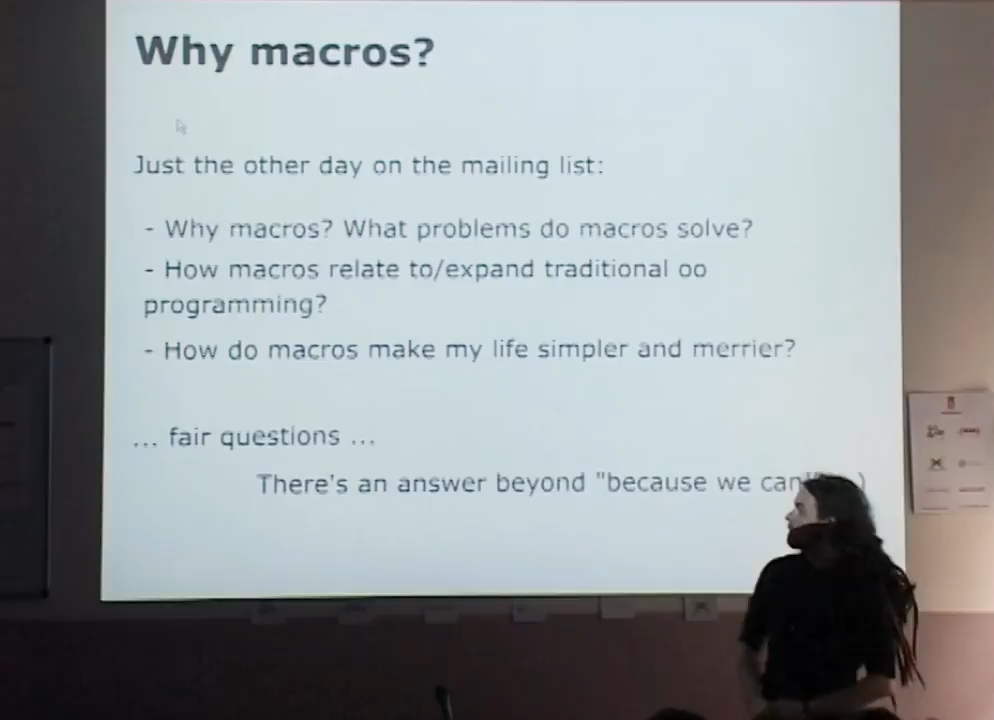 Why macros?
Just the other day on the mailing list:
- Why macros? What problems do macros solve?
- How macros relate to/expand traditional oo
programming?
- How do macros make my life simpler and merrier?
... fair questions ...
There's an answer beyond "because we can"